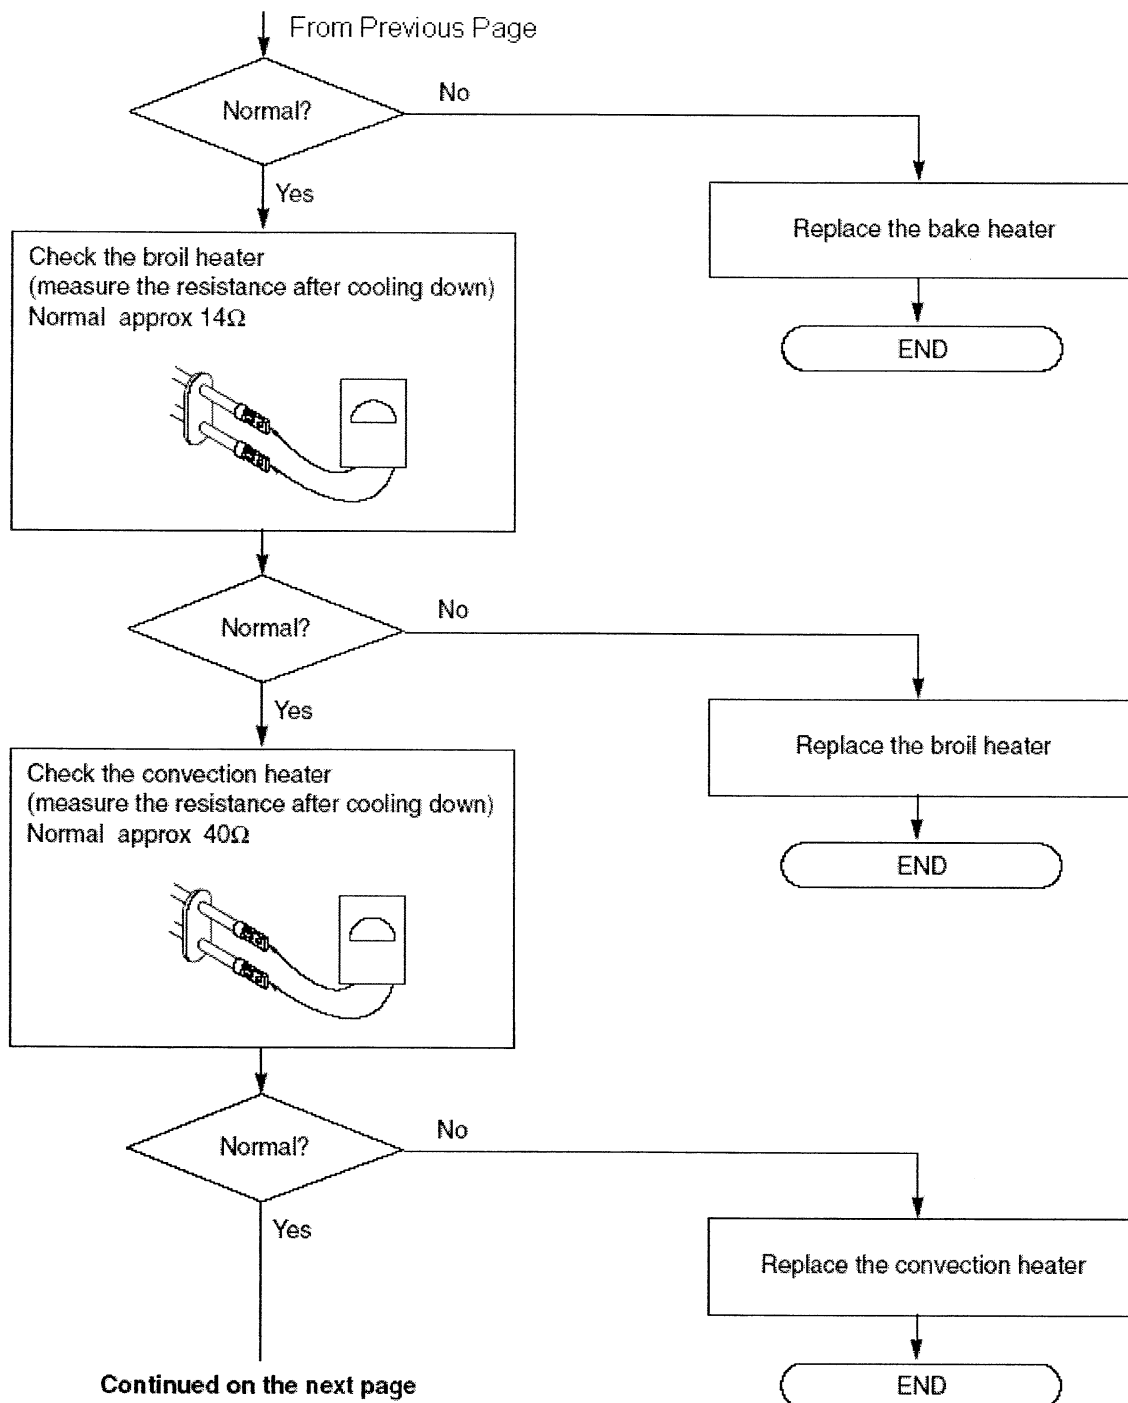 From Previous Page
Normal?
No
Yes
Replace the bake heater
END
Check the broil heater
(measure the resistance after cooling down)
Normal approx 14Ω
Normal?
No
Yes
Replace the broil heater
END
Check the convection heater
(measure the resistance after cooling down)
Normal approx 40Ω
Normal?
No
Yes
Replace the convection heater
END
Continued on the next page